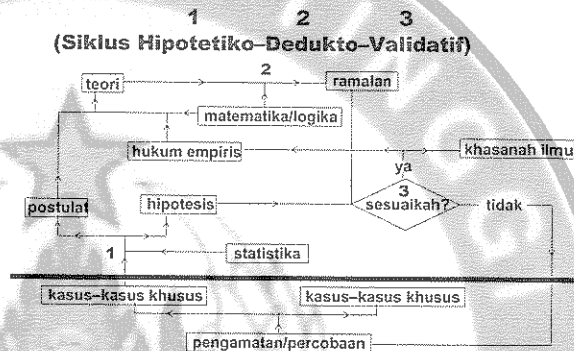 1 2 3
(Siklus Hipotetiko–Dedukto–Validatif)
teori
2
ramalan
matematika/logika
hukum empiris
khasanah ilmu
ya
postulat
hipotesis
3
sesuaikah?
tidak
1
statistika
kasus–kasus khusus
kasus–kasus khusus
pengamatan/percobaan